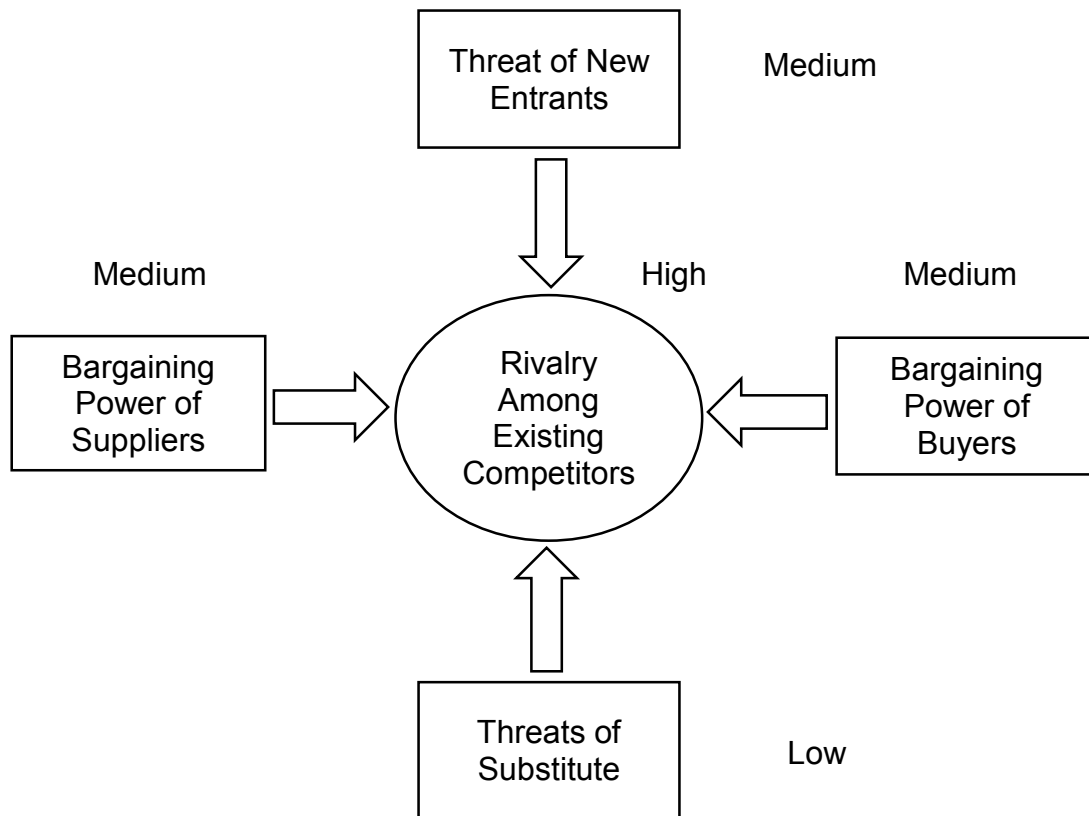 Threat of New
Entrants
Medium
Medium
High
Medium
Bargaining
Power of
Suppliers
Rivalry
Among
Existing
Competitors
Bargaining
Power of
Buyers
Threats of
Substitute
Low